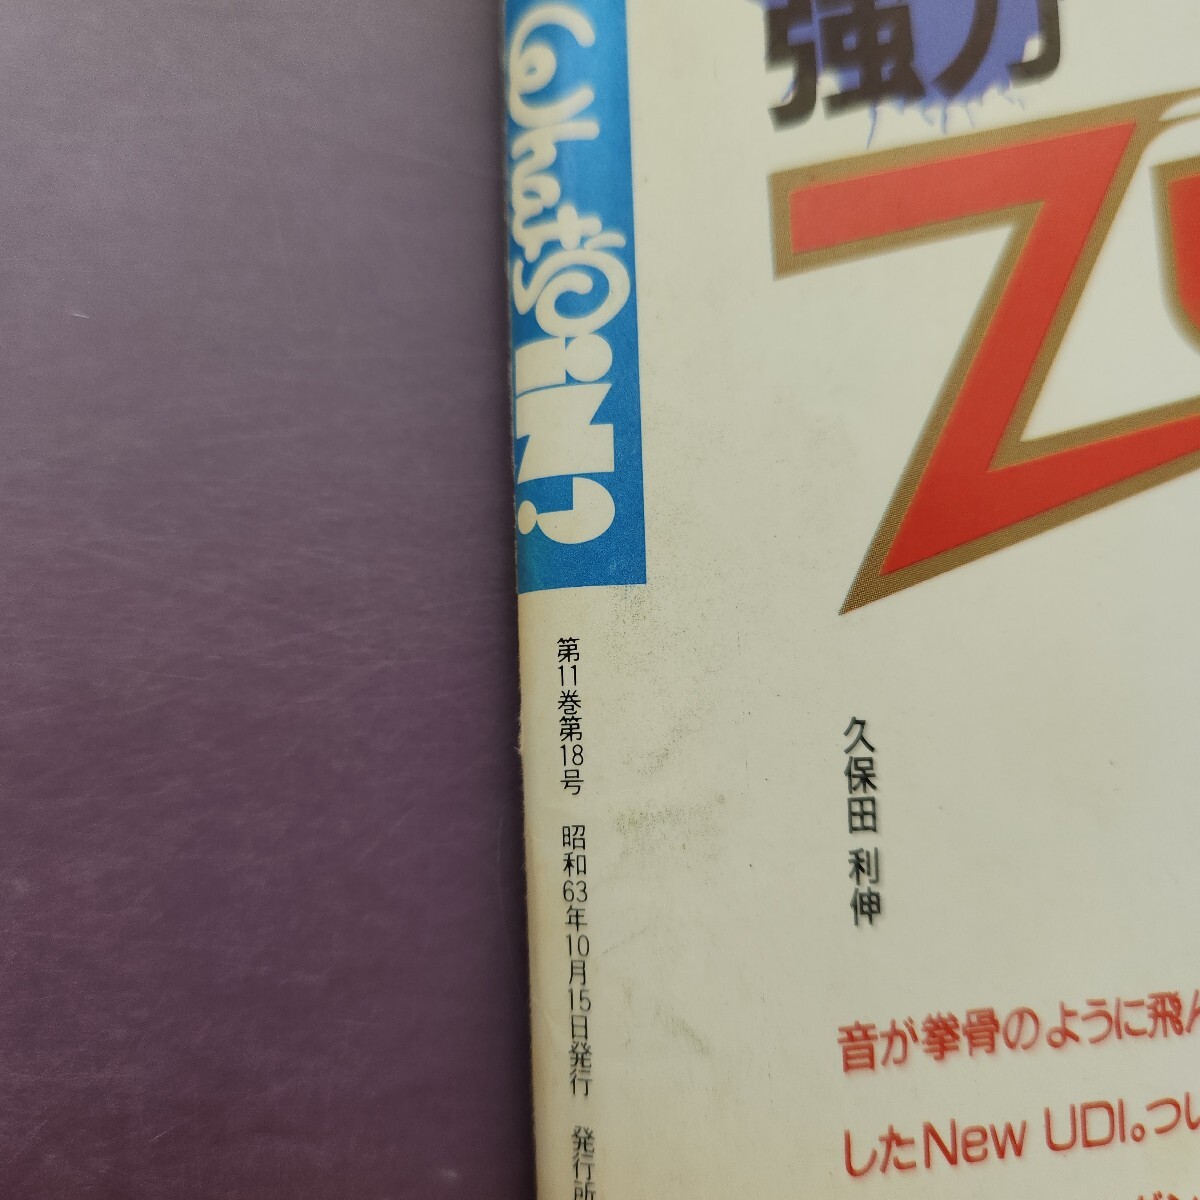 What's IN?
第11巻第18号 昭和63年10月15日発行 発行所
強力
久保田 利伸
音が拳骨のように飛ん
したNew UDI。つい